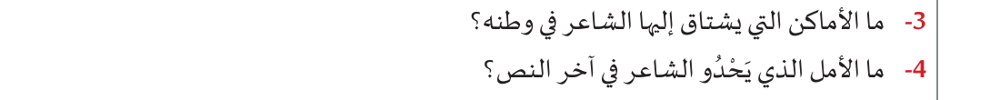 3- ما الأماكن التي يشتاق إليها الشاعر في وطنه؟
4- ما الأمل الذي يَحْدُو الشاعر في آخر النص؟